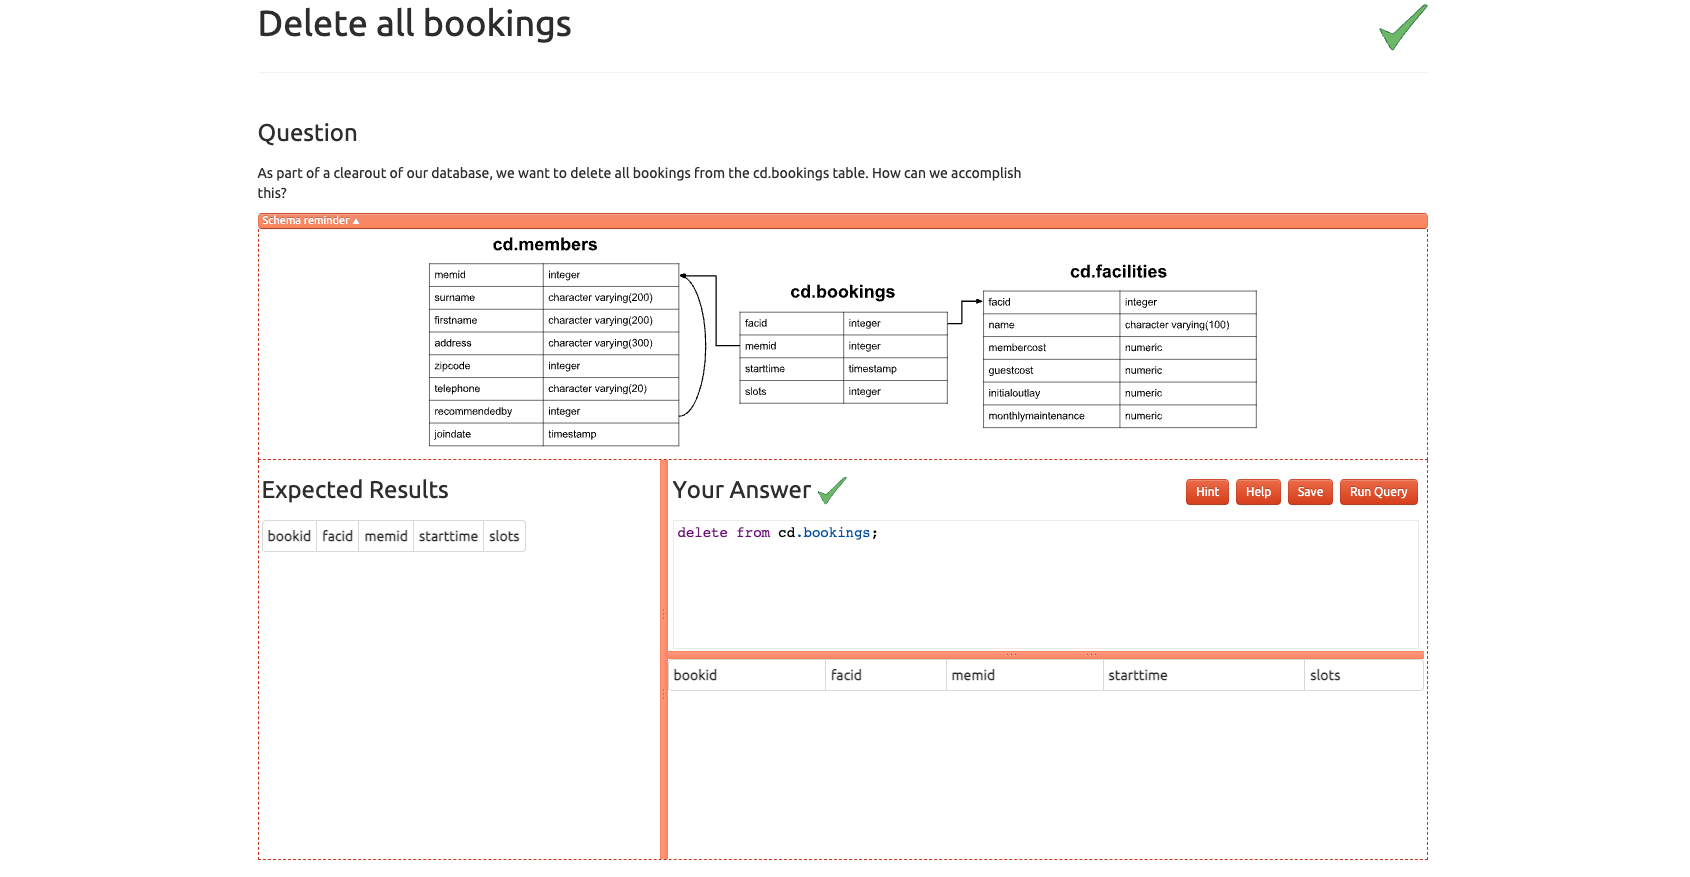 Delete all bookings
Question
As part of a clearout of our database, we want to delete all bookings from the cd.bookings table. How can we accomplish
this?
Schema reminder ▲
cd.members
memid integer
surname character varying(200)
firstname character varying(200)
address character varying(300)
zipcode integer
telephone character varying(20)
recommendedby integer
joindate timestamp
cd.bookings
facid integer
memid integer
starttime timestamp
slots integer
cd.facilities
facid integer
name character varying(100)
membercost numeric
guestcost numeric
initialoutlay numeric
monthlymaintenance numeric
Expected Results
bookid facid memid starttime slots
Your Answer
Hint Help Save Run Query
delete from cd.bookings;
bookid facid memid starttime slots